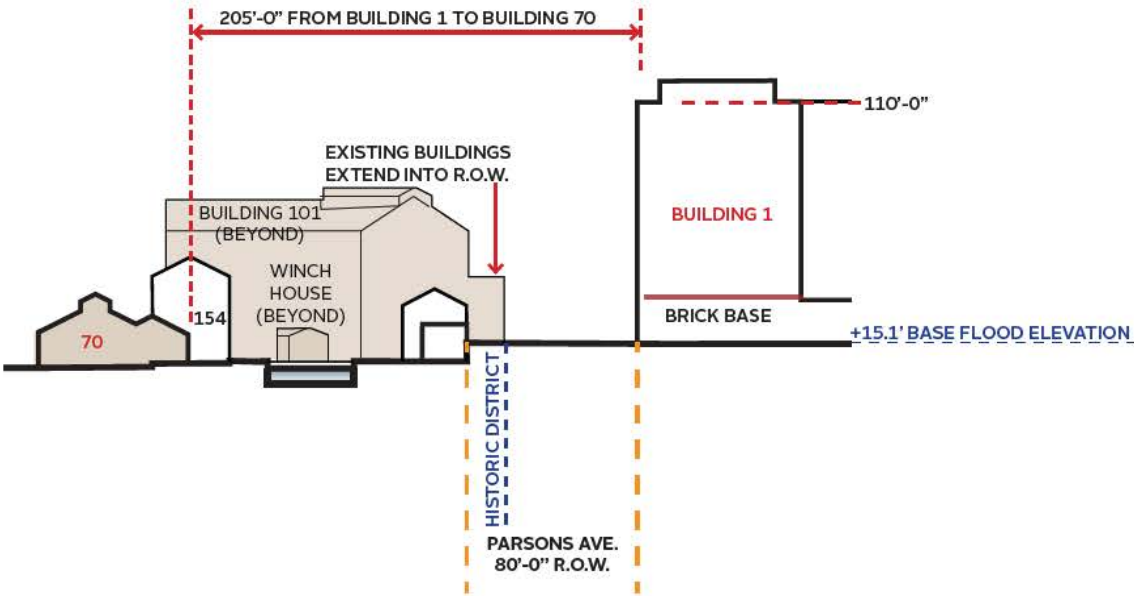 205'-0” FROM BUILDING 1 TO BUILDING 70
110'-0”
EXISTING BUILDINGS
EXTEND INTO R.O.W.
BUILDING 101
(BEYOND)
BUILDING 1
WINCH
HOUSE
(BEYOND)
154
70
BRICK BASE
+15.1' BASE FLOOD ELEVATION
HISTORIC DISTRICT
PARSONS AVE.
80'-0” R.O.W.